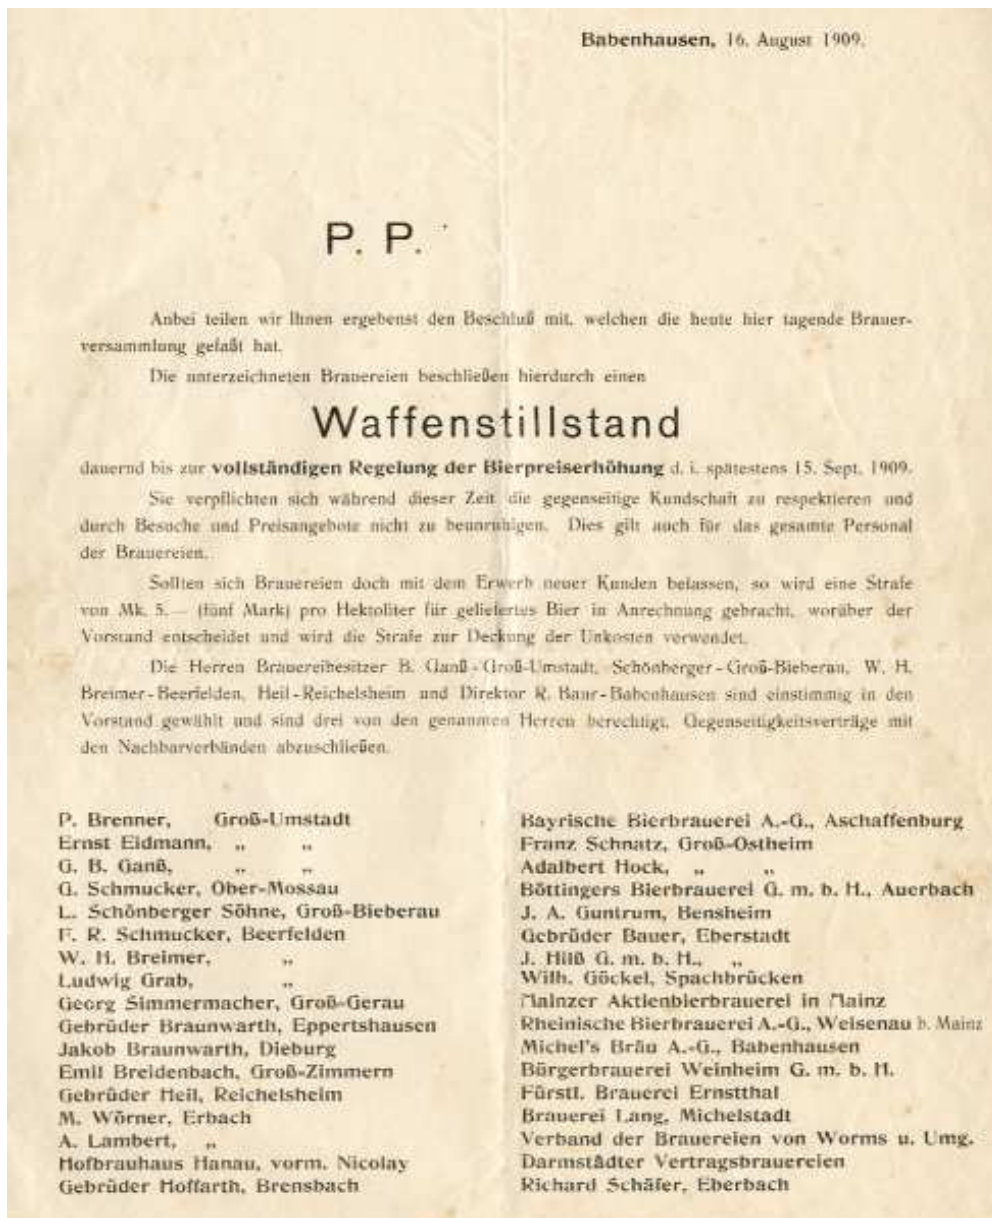 Babenhausen, 16. August 1909.
P. P.
Anbei teilen wir Ihnen ergebenst den Beschluß mit, welchen die heute hier tagende Brauer-
versammlung gefaßt hat.
Die unterzeichneten Brauereien beschließen hierdurch einen
Waffenstillstand
dauernd bis zur vollständigen Regelung der Bierpreiserhöhung d. i. spätestens 15. Sept. 1909.
Sie verpflichten sich während dieser Zeit die gegenseitige Kundschaft zu respektieren und
durch Besuche und Preisangebote nicht zu beunruhigen. Dies gilt auch für das gesamte Personal
der Brauereien.
Sollten sich Brauereien doch mit dem Erwerb neuer Kunden befassen, so wird eine Strafe
von Mk. 5.— (fünf Mark) pro Hektoliter für geliefertes Bier in Anrechnung gebracht, worüber der
Vorstand entscheidet und wird die Strafe zur Deckung der Unkosten verwendet.
Die Herren Brauereibesitzer B. Ganß-Groß-Umstadt, Schönberger-Groß-Bieberau, W. H.
Breimer-Beerfelden, Heil-Reichelsheim und Direktor R. Baur-Babenhausen sind einstimmig in den
Vorstand gewählt und sind drei von den genannten Herren berechtigt, Gegenseitigkeitsverträge mit
den Nachbarverbänden abzuschließen.
P. Brenner, Groß-Umstadt
Ernst Eidmann, „ „
G. B. Ganß, „ „
G. Schmucker, Ober-Mossau
L. Schönberger Söhne, Groß-Bieberau
F. R. Schmucker, Beerfelden
W. H. Breimer, „
Ludwig Grab, „
Georg Simmermacher, Groß-Gerau
Gebrüder Braunwarth, Eppertshausen
Jakob Braunwarth, Dieburg
Emil Breidenbach, Groß-Zimmern
Gebrüder Heil, Reichelsheim
M. Wörner, Erbach
A. Lambert, „
Hofbrauhaus Hanau, vorm. Nicolay
Gebrüder Hoffarth, Brensbach
Bayrische Bierbrauerei A.-G., Aschaffenburg
Franz Schnatz, Groß-Ostheim
Adalbert Hock, „ „
Böttingers Bierbrauerei G. m. b. H., Auerbach
J. A. Guntrum, Bensheim
Gebrüder Bauer, Eberstadt
J. Hilß G. m. b. H., „
Wilh. Göckel, Spachbrücken
Mainzer Aktienbierbrauerei in Mainz
Rheinische Bierbrauerei A.-G., Weisenau b. Mainz
Michel's Bräu A.-G., Babenhausen
Bürgerbrauerei Weinheim G. m. b. H.
Fürstl. Brauerei Ernstthal
Brauerei Lang, Michelstadt
Verband der Brauereien von Worms u. Umg.
Darmstädter Vertragsbrauereien
Richard Schäfer, Eberbach